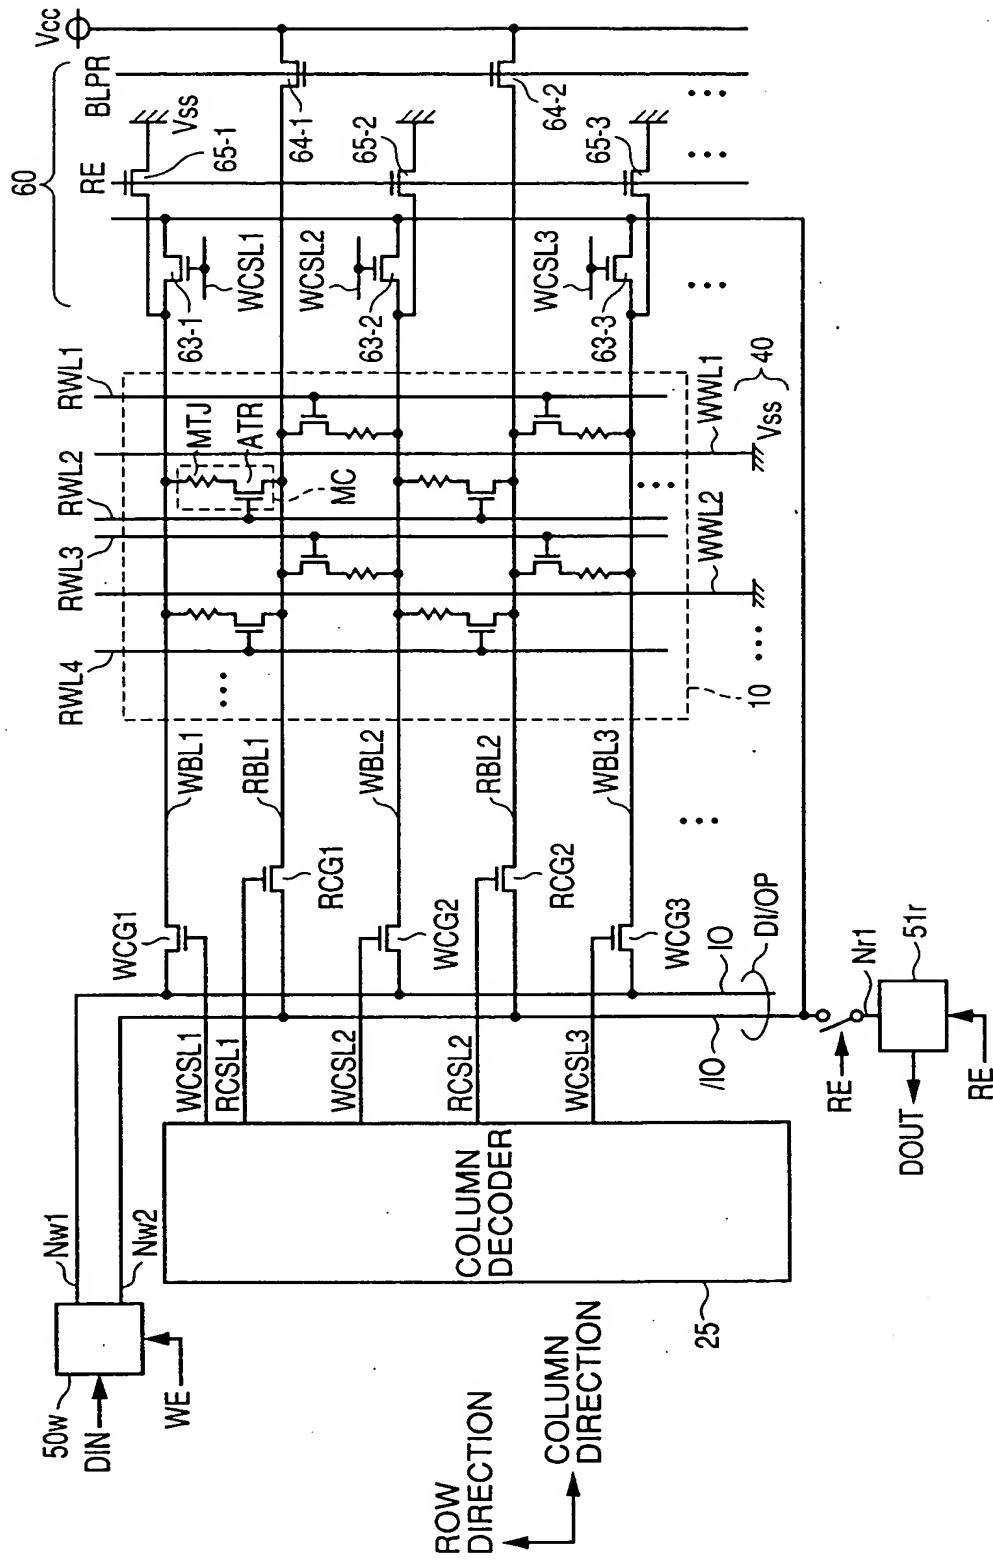 Vcc
60
BLPR
RE
Vss
65-1
64-1
65-2
64-2
65-3
WCSL1
WCSL2
WCSL3
63-1
63-2
63-3
RWL1
RWL2
RWL3
RWL4
MTJ
ATR
MC
WWL1
40
Vss
WWL2
10
WBL1
RBL1
WBL2
RBL2
WBL3
WCG1
RCG1
WCG2
RCG2
WCG3
IO
/IO
DI/OP
Nr1
51r
RE
RE
DOUT
WCSL1
RCSL1
WCSL2
RCSL2
WCSL3
COLUMN
DECODER
25
Nw1
Nw2
50w
DIN
WE
ROW
DIRECTION
COLUMN
DIRECTION